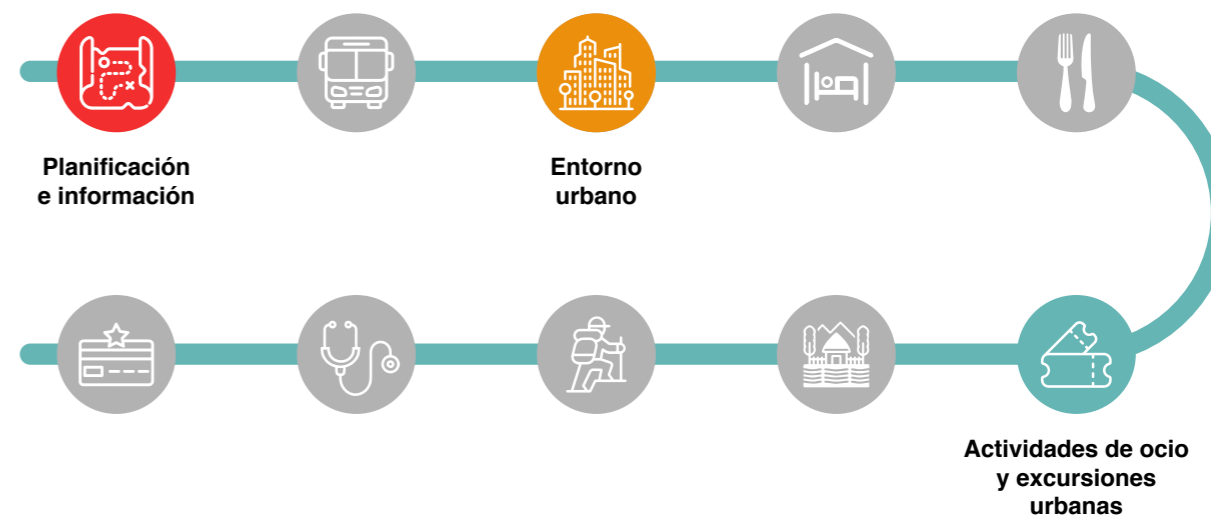 Planificación
e información
Entorno
urbano
Actividades de ocio
y excursiones
urbanas